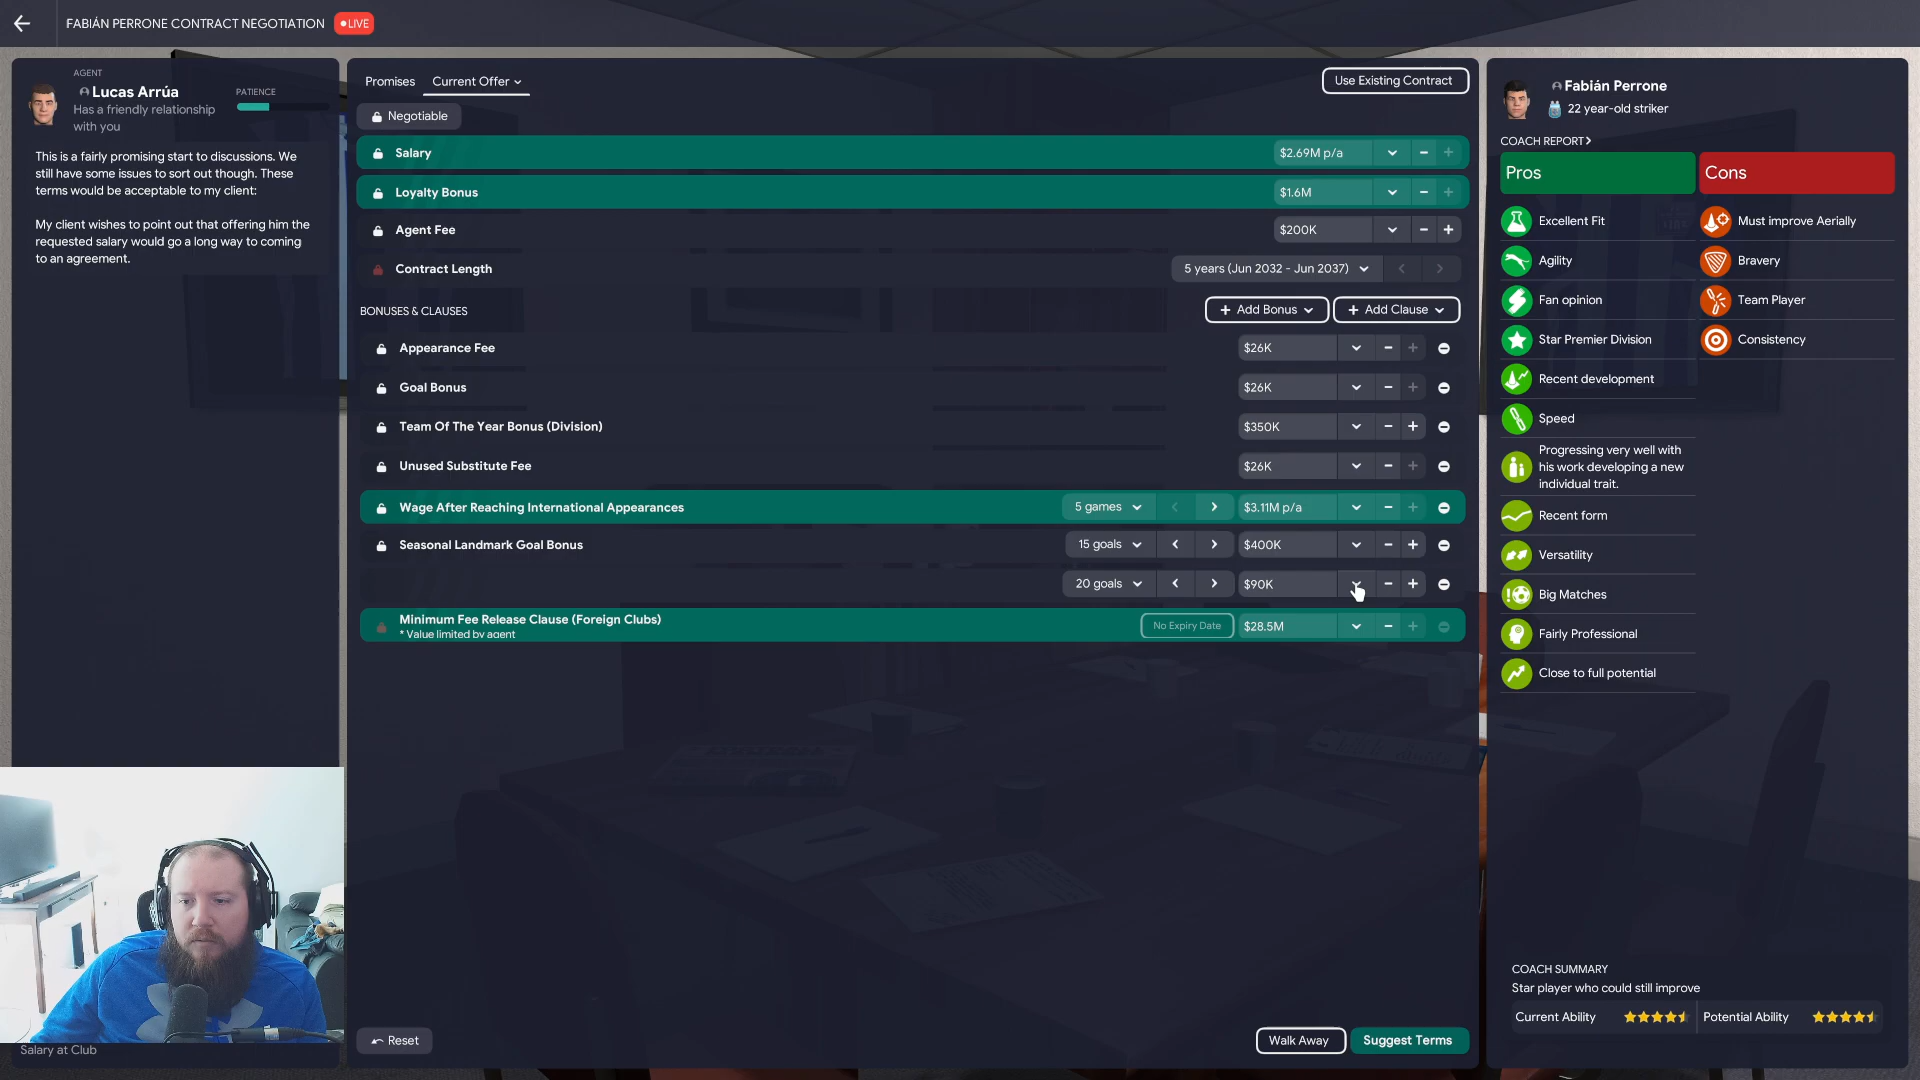 FABIÁN PERRONE CONTRACT NEGOTIATION
LIVE
AGENT
Lucas Arrúa
Has a friendly relationship
with you
PATIENCE
This is a fairly promising start to discussions. We
still have some issues to sort out though. These
terms would be acceptable to my client:
My client wishes to point out that offering him the
requested salary would go a long way to coming
to an agreement.
Promises
Current Offer
Use Existing Contract
Negotiable
Salary
$2.69M p/a
Loyalty Bonus
$1.6M
Agent Fee
$200K
Contract Length
5 years (Jun 2032 - Jun 2037)
BONUSES & CLAUSES
+ Add Bonus
+ Add Clause
Appearance Fee
$26K
Goal Bonus
$26K
Team Of The Year Bonus (Division)
$350K
Unused Substitute Fee
$26K
Wage After Reaching International Appearances
5 games
$3.11M p/a
Seasonal Landmark Goal Bonus
15 goals
$400K
20 goals
$90K
Minimum Fee Release Clause (Foreign Clubs)
* Value limited by agent
No Expiry Date
$28.5M
Reset
Walk Away
Suggest Terms
Salary at Club
Fabián Perrone
22 year-old striker
COACH REPORT
Pros
Cons
Excellent Fit
Must improve Aerially
Agility
Bravery
Fan opinion
Team Player
Star Premier Division
Consistency
Recent development
Speed
Progressing very well with
his work developing a new
individual trait.
Recent form
Versatility
Big Matches
Fairly Professional
Close to full potential
COACH SUMMARY
Star player who could still improve
Current Ability
Potential Ability